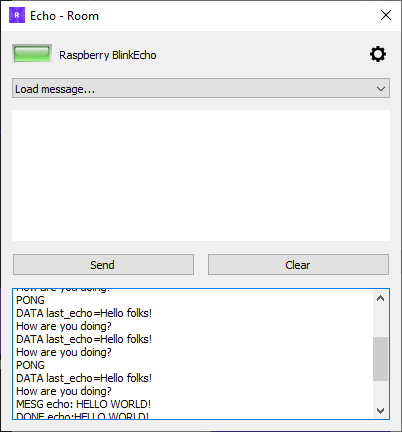 R Echo - Room
Raspberry BlinkEcho
Load message...
Send
Clear
How are you doing?
PONG
DATA last_echo=Hello folks!
How are you doing?
DATA last_echo=Hello folks!
How are you doing?
PONG
DATA last_echo=Hello folks!
How are you doing?
MESG echo: HELLO WORLD!
DONE echo:HELLO WORLD!